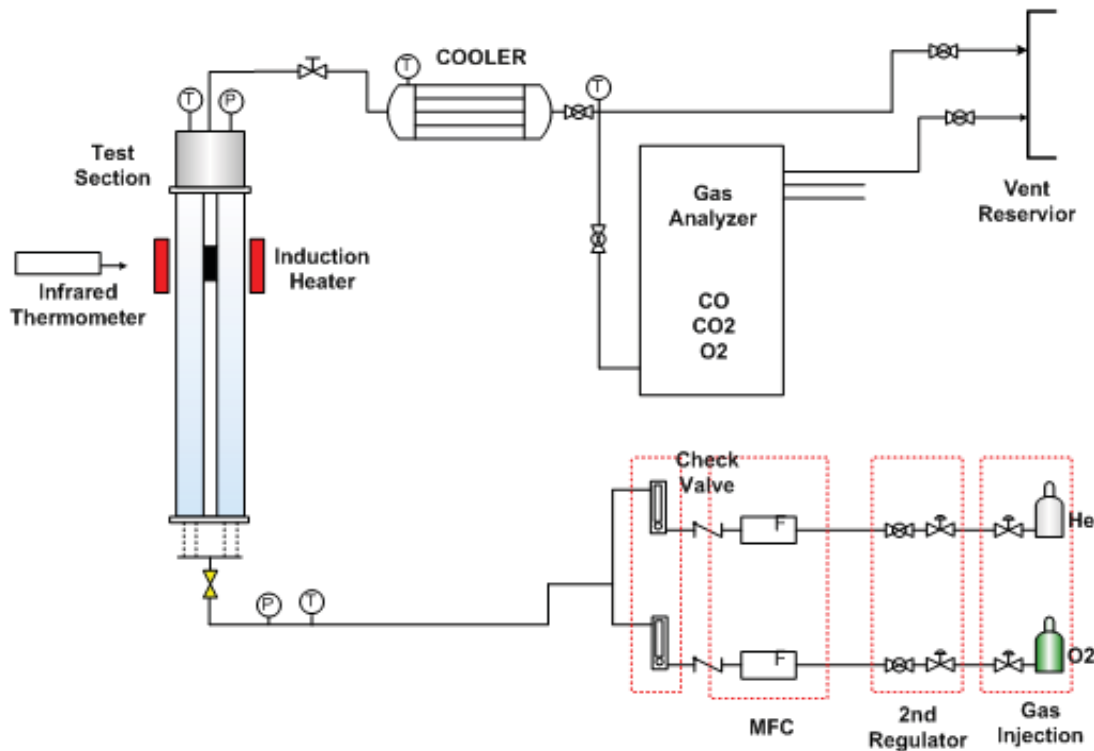 COOLER
T
T
T
P
Test
Section
Gas
Analyzer
CO
CO2
O2
Vent
Reservior
Induction
Heater
Infrared
Thermometer
Check
Valve
F
He
P
T
F
O2
MFC
2nd
Regulator
Gas
Injection